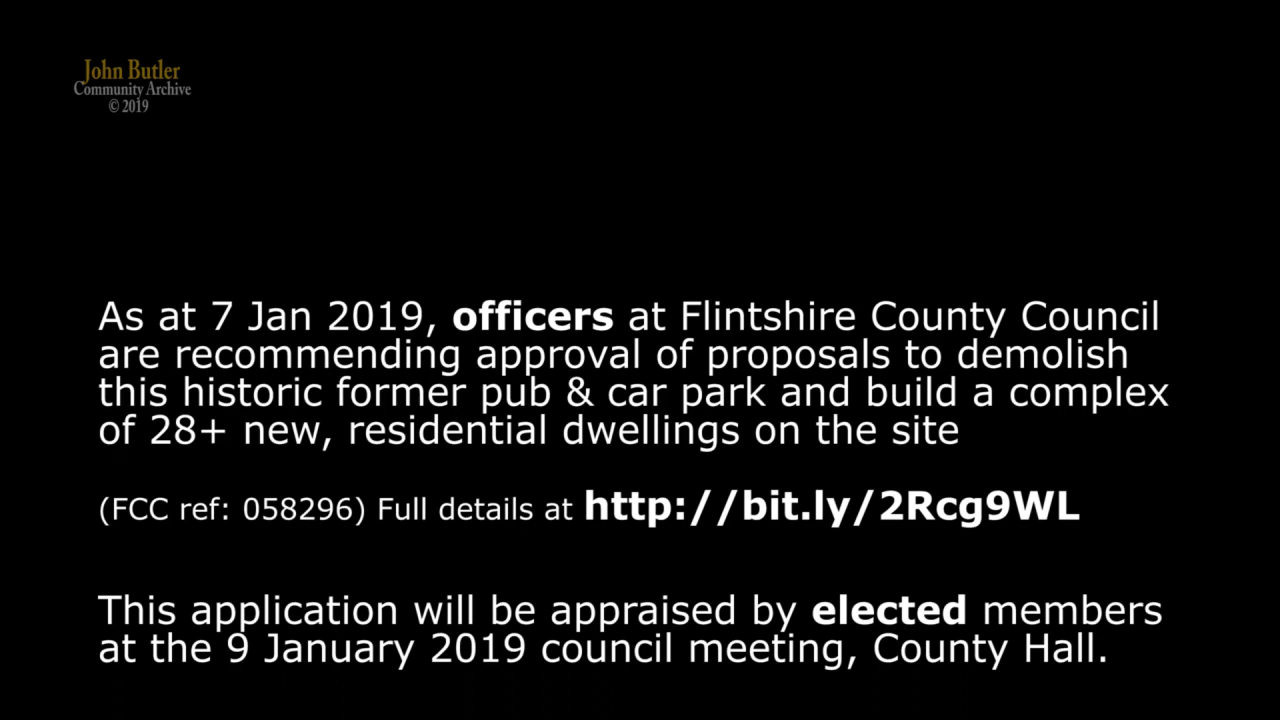 John Butler
Community Archive
© 2019
As at 7 Jan 2019, officers at Flintshire County Council
are recommending approval of proposals to demolish
this historic former pub & car park and build a complex
of 28+ new, residential dwellings on the site
(FCC ref: 058296) Full details at http://bit.ly/2Rcg9WL
This application will be appraised by elected members
at the 9 January 2019 council meeting, County Hall.